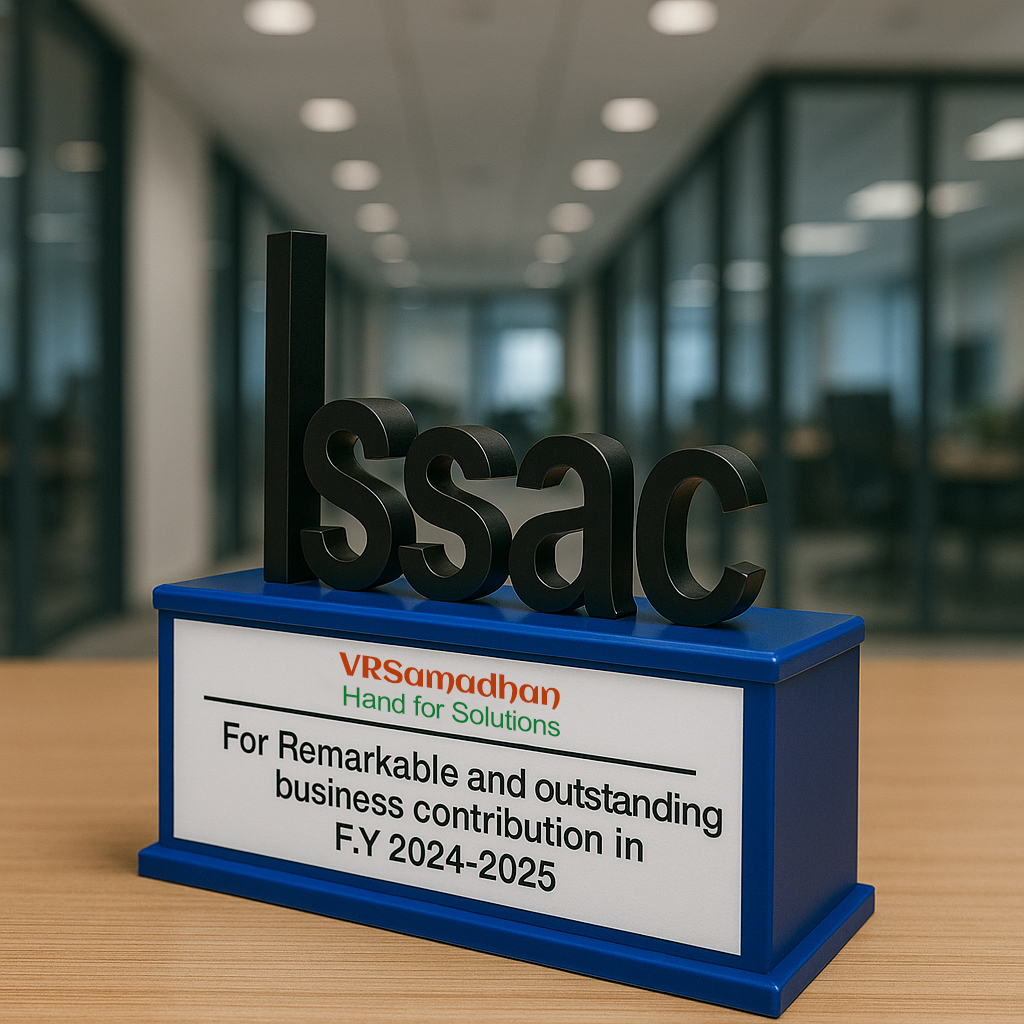 Issac
VRSamadhan
Hand for Solutions
For Remarkable and outstanding
business contribution in
F.Y 2024-2025